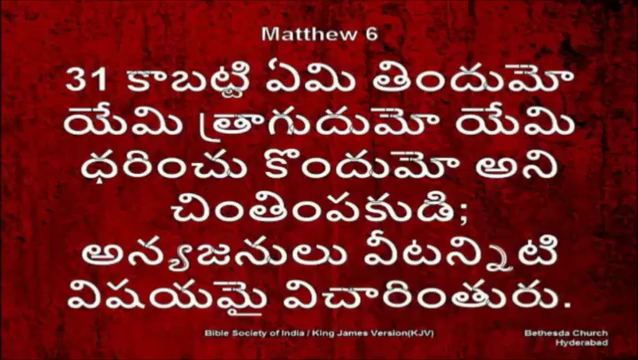 Matthew 6
31 కాబట్టి ఏమి తిందుమో
యేమి త్రాగుదుమో యేమి
ధరించు కొందుమో అని
చింతింపకుడి;
అన్యజనులు వీటన్నిటి
విషయమై విచారింతురు.
Bible Society of India / King James Version(KJV)
Bethesda Church
Hyderabad